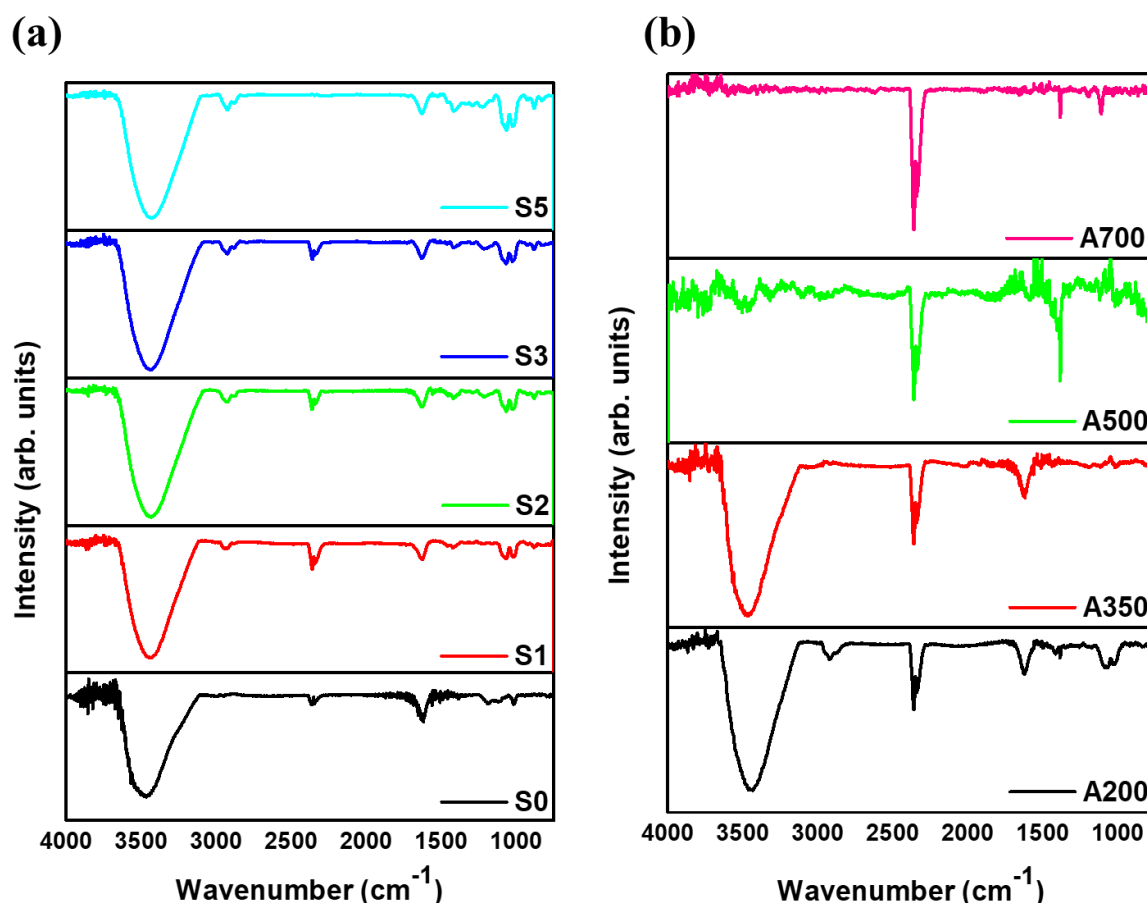 (a)
S5
S3
S2
S1
S0
4000 3500 3000 2500 2000 1500 1000
Wavenumber (cm⁻¹)
Intensity (arb. units)
(b)
A700
A500
A350
A200
4000 3500 3000 2500 2000 1500 1000
Wavenumber (cm⁻¹)
Intensity (arb. units)